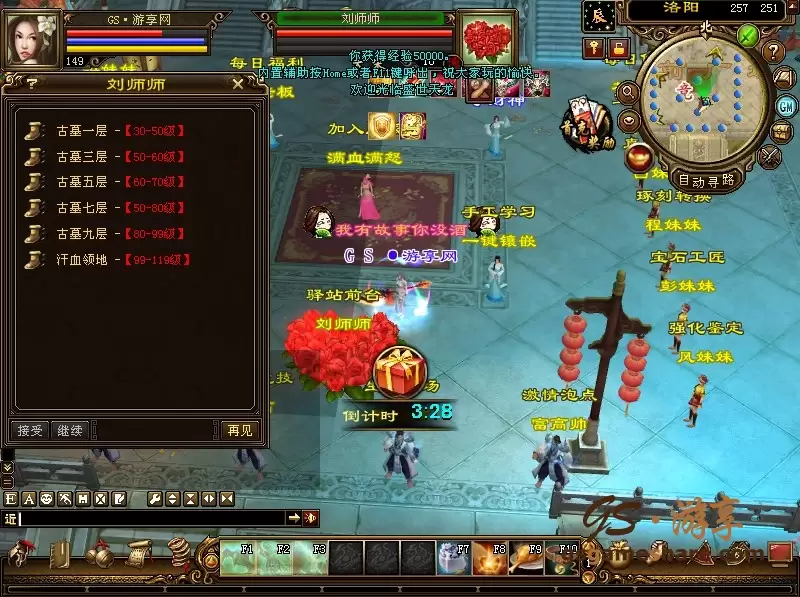 GS·游享网
149
刘师师
洛阳
257 251
辰
北
每日福利
你获得经验50000。
内置辅助按Home或者F11键呼出，祝大家玩的愉快。
欢迎光临盛世天龙
刘师师
古墓一层 -【30-50级】
古墓三层 -【50-60级】
古墓五层 -【60-70级】
古墓七层 -【50-80级】
古墓九层 -【80-99级】
汗血领地 -【99-119级】
接受
继续
再见
加入
满血满怒
GM
自动寻路
琢刻转换
手工学习
我有故事你没酒
一键镶嵌
程妹妹
GS●游享网
宝石工匠
彭妹妹
驿站前台
刘师师
强化鉴定
风妹妹
倒计时 3:28
激情泡点
富高帅
近
GS·游享
F1
F2
F3
F7
F8
F9
F10